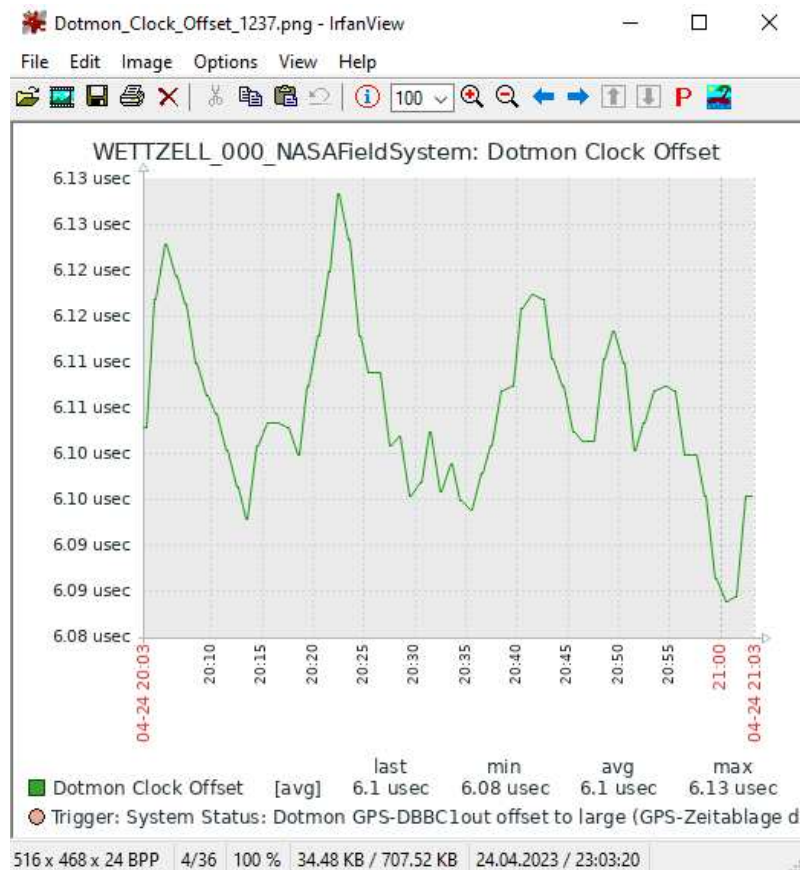 Dotmon_Clock_Offset_1237.png - IrfanView
File Edit Image Options View Help
100
P
WETTZELL_000_NASAFieldSystem: Dotmon Clock Offset
6.13 usec
6.13 usec
6.12 usec
6.12 usec
6.11 usec
6.11 usec
6.10 usec
6.10 usec
6.09 usec
6.09 usec
6.08 usec
04-24 20:03
20:10
20:15
20:20
20:25
20:30
20:35
20:40
20:45
20:50
20:55
21:00
04-24 21:03
last min avg max
Dotmon Clock Offset [avg] 6.1 usec 6.08 usec 6.1 usec 6.13 usec
Trigger: System Status: Dotmon GPS-DBBC1out offset to large (GPS-Zeitablage d
516 x 468 x 24 BPP 4/36 100 % 34.48 KB / 707.52 KB 24.04.2023 / 23:03:20